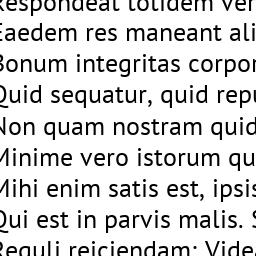 Respondeat totidem ver
Eaedem res maneant ali
Bonum integritas corpor
Quid sequatur, quid repu
Non quam nostram quid
Minime vero istorum qu
Mihi enim satis est, ipsis
Qui est in parvis malis. S
Reguli reiciendam; Vide